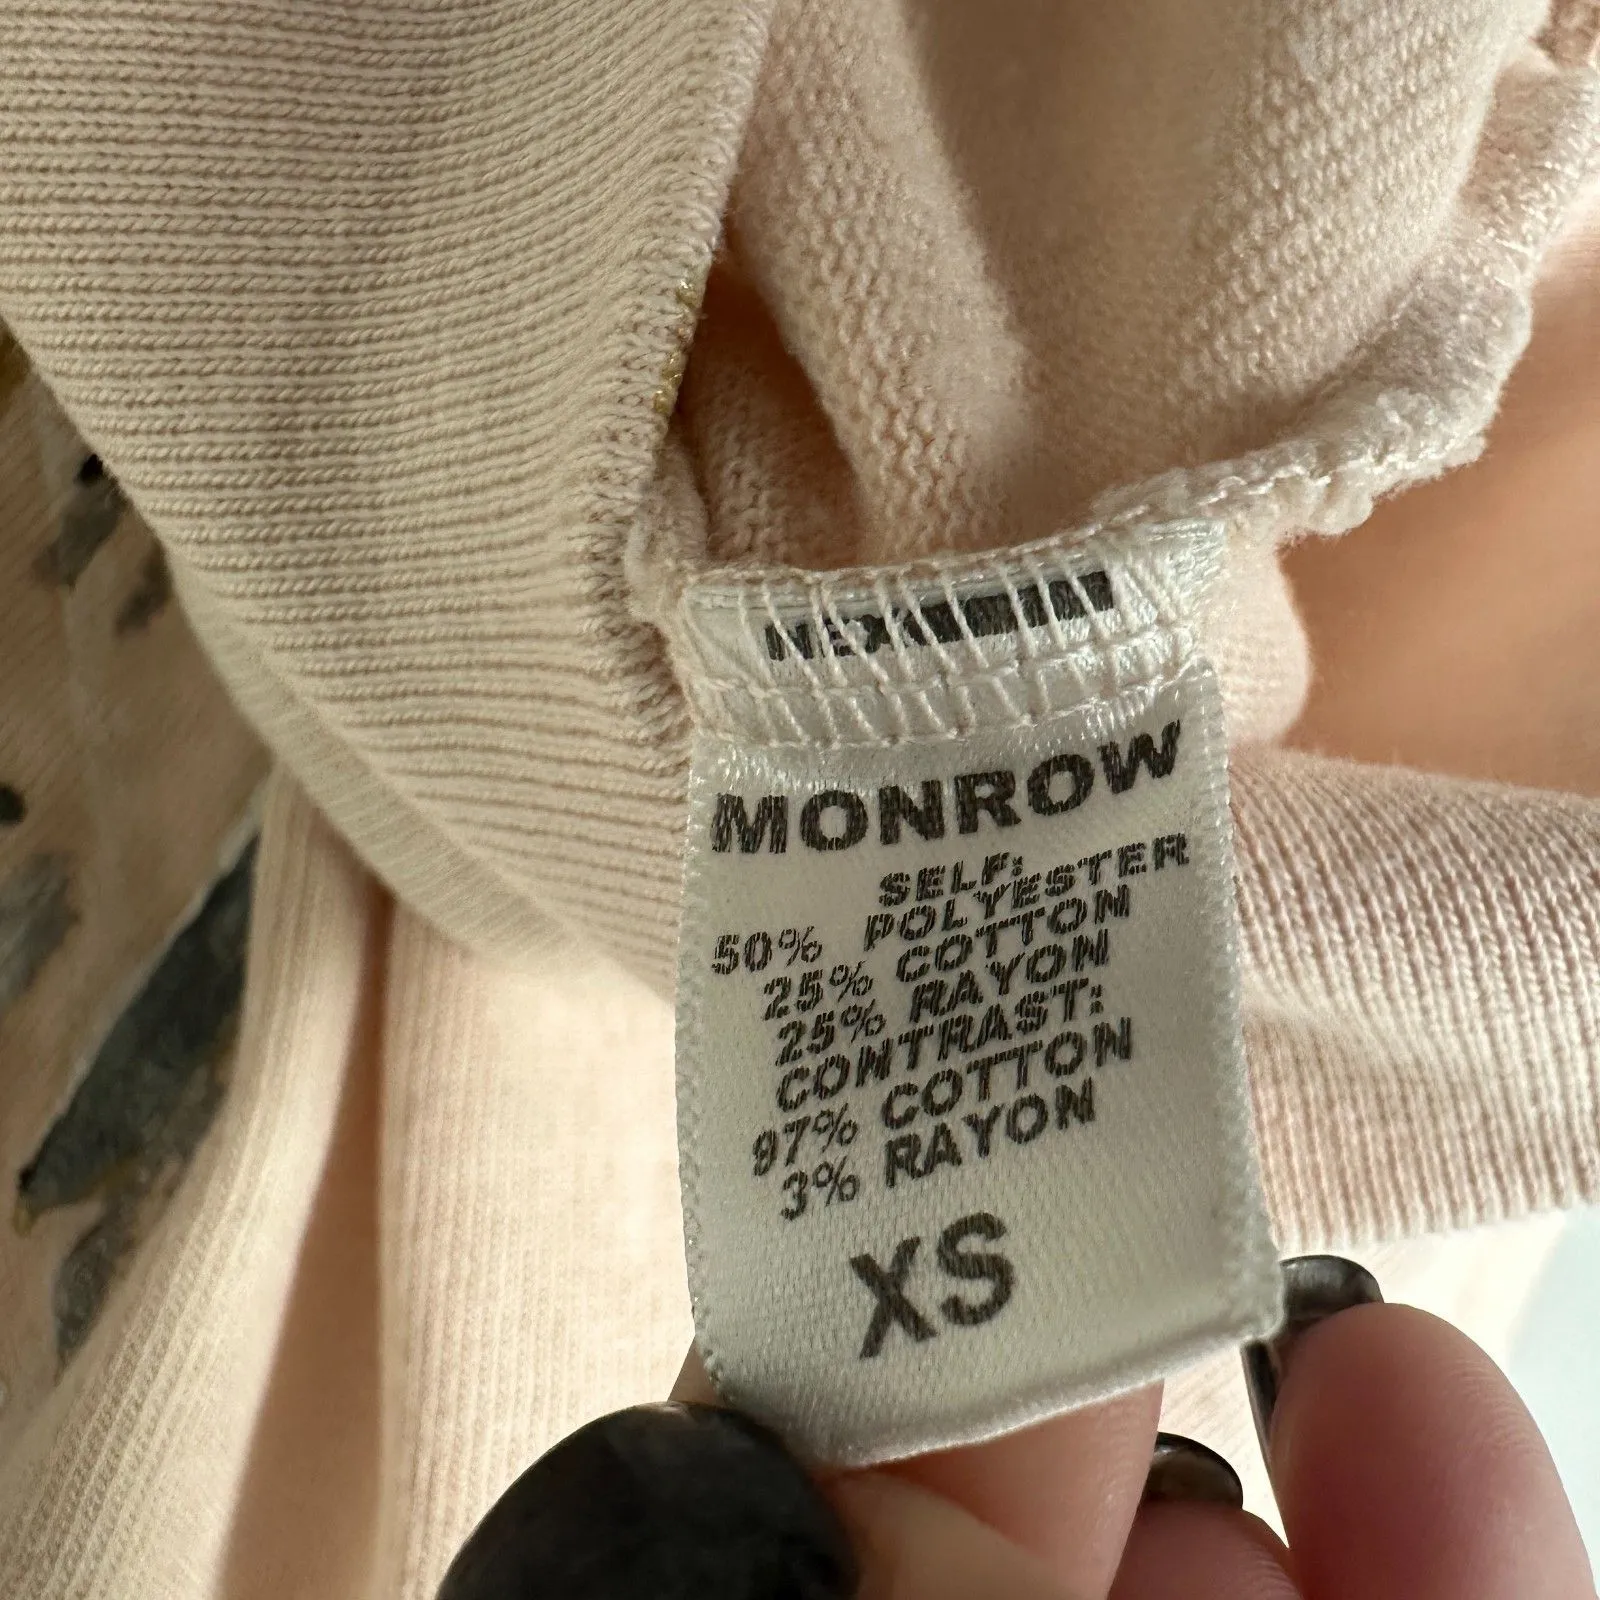 MONROW
SELF:
50% POLYESTER
25% COTTON
25% RAYON
CONTRAST:
97% COTTON
3% RAYON
XS